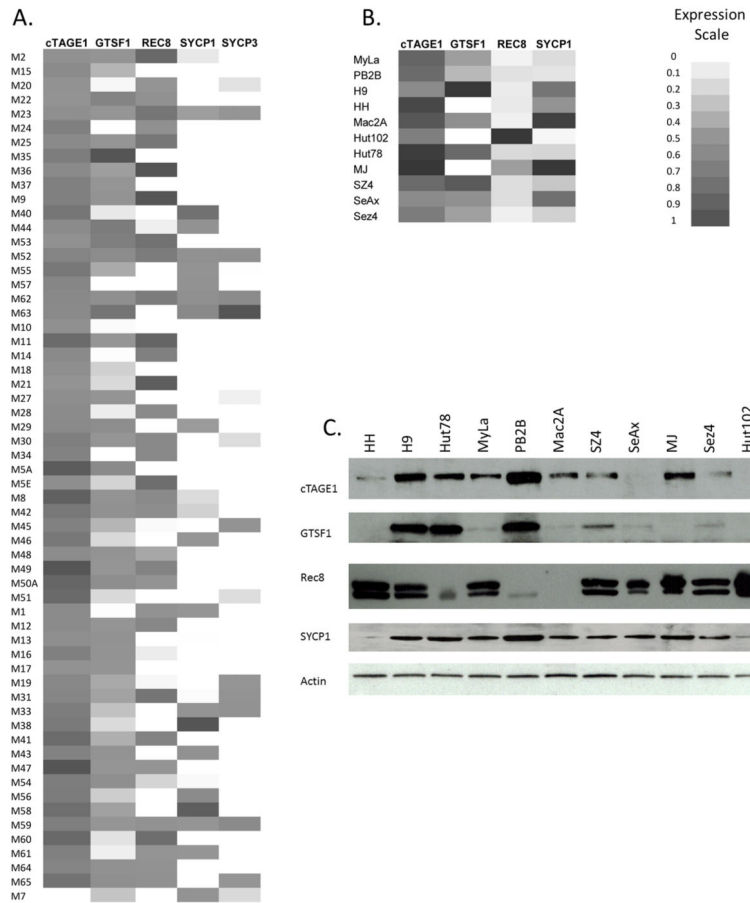 A.
cTAGE1 GTSF1 REC8 SYCP1 SYCP3
M2
M15
M20
M22
M23
M24
M25
M35
M36
M37
M9
M40
M44
M53
M52
M55
M57
M62
M63
M10
M11
M14
M18
M21
M27
M28
M29
M30
M34
M5A
M5E
M8
M42
M45
M46
M48
M49
M50A
M51
M1
M12
M13
M16
M17
M19
M31
M33
M38
M41
M43
M47
M54
M56
M58
M59
M60
M61
M64
M65
M7
B.
cTAGE1 GTSF1 REC8 SYCP1
MyLa
PB2B
H9
HH
Mac2A
Hut102
Hut78
MJ
SZ4
SeAx
Sez4
Expression
Scale
0
0.1
0.2
0.3
0.4
0.5
0.6
0.7
0.8
0.9
1
C.
HH H9 Hut78 MyLa PB2B Mac2A SZ4 SeAx MJ Sez4 Hut102
cTAGE1
GTSF1
Rec8
SYCP1
Actin